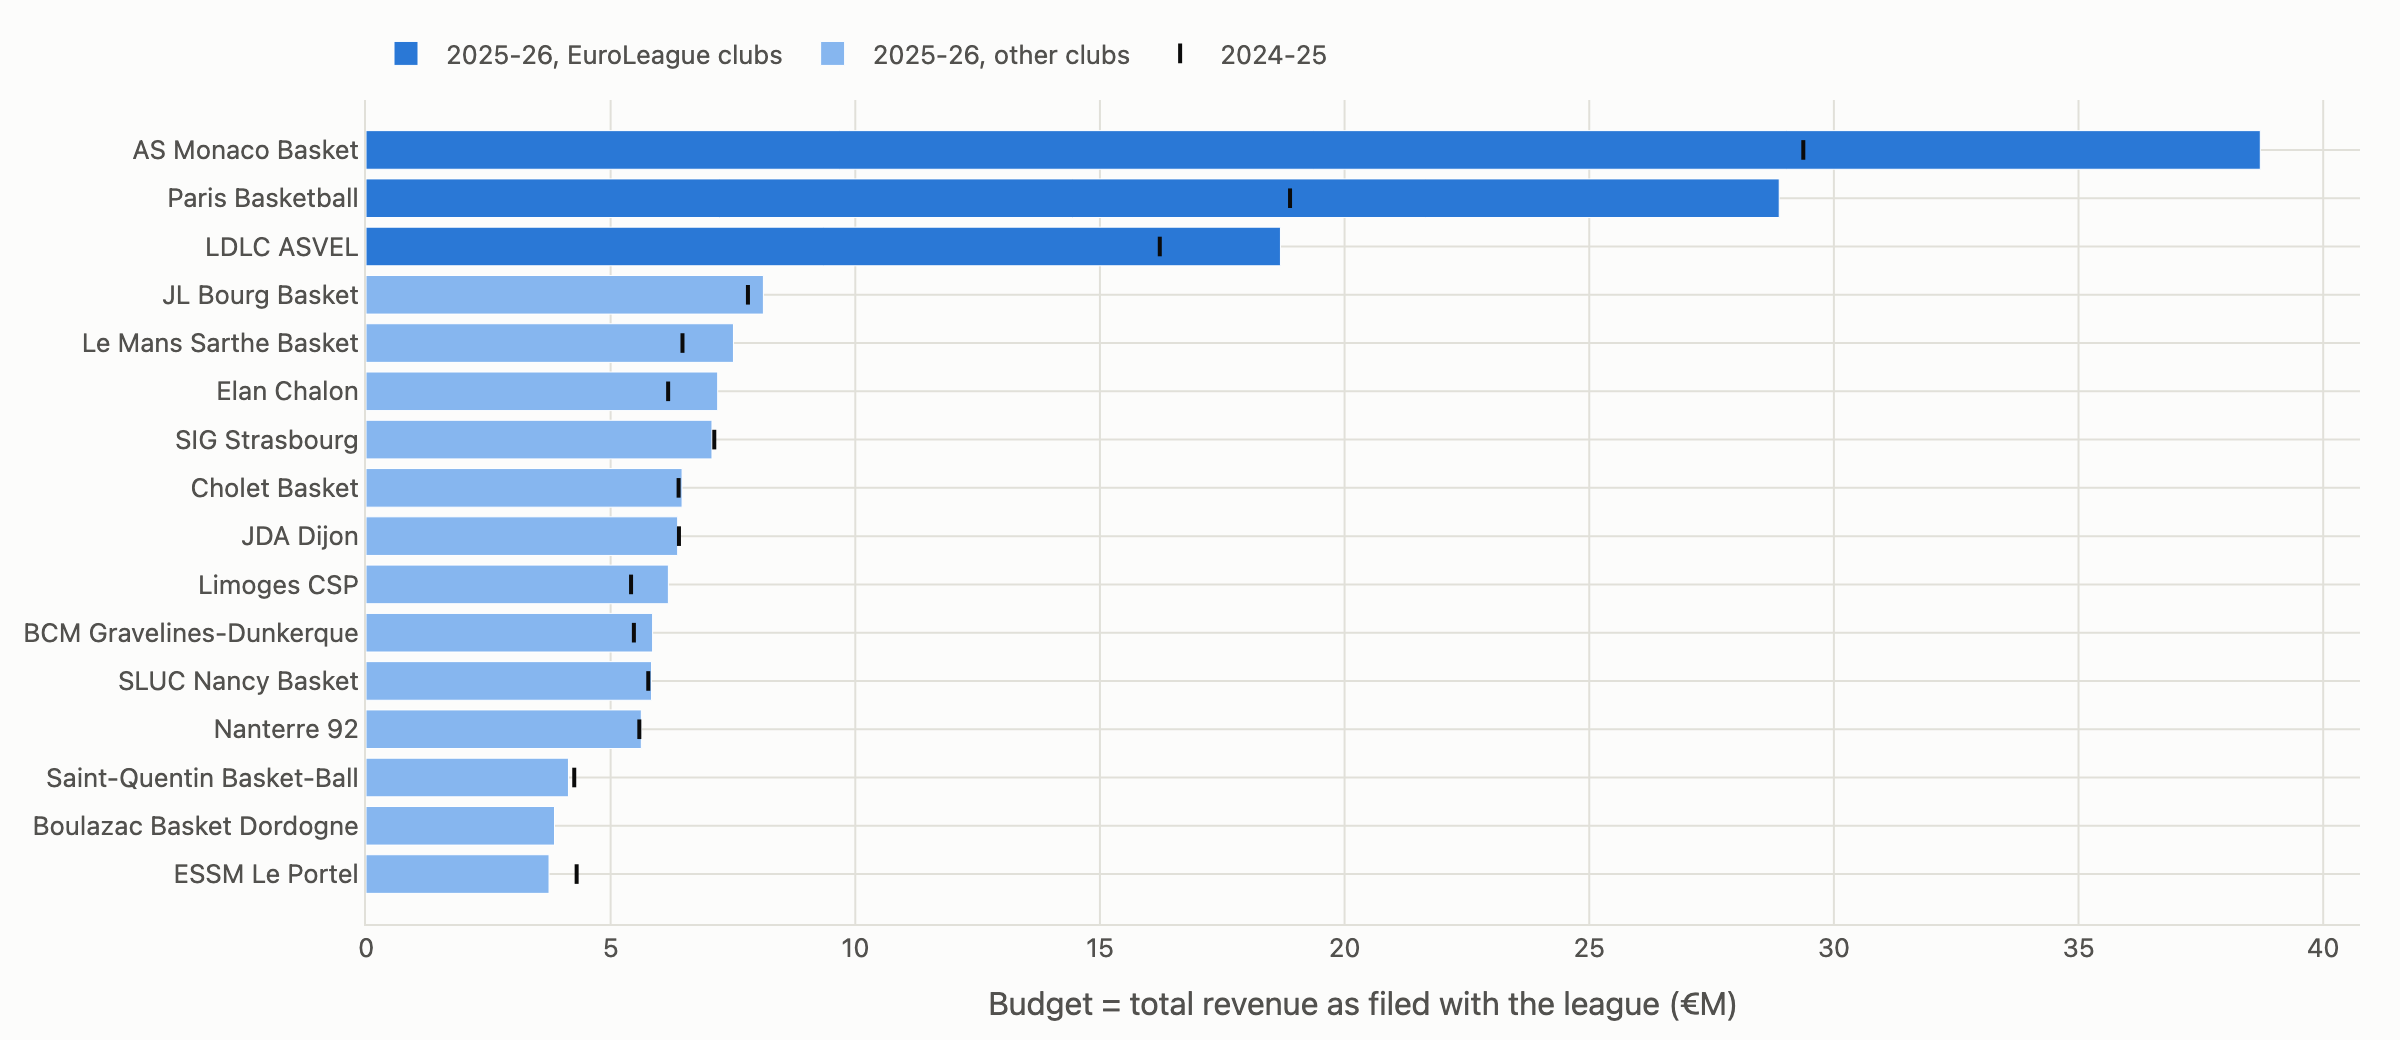 2025-26, EuroLeague clubs 2025-26, other clubs 2024-25
AS Monaco Basket
Paris Basketball
LDLC ASVEL
JL Bourg Basket
Le Mans Sarthe Basket
Elan Chalon
SIG Strasbourg
Cholet Basket
JDA Dijon
Limoges CSP
BCM Gravelines-Dunkerque
SLUC Nancy Basket
Nanterre 92
Saint-Quentin Basket-Ball
Boulazac Basket Dordogne
ESSM Le Portel
0 5 10 15 20 25 30 35 40
Budget = total revenue as filed with the league (€M)